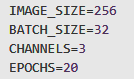 IMAGE_SIZE=256
BATCH_SIZE=32
CHANNELS=3
EPOCHS=20